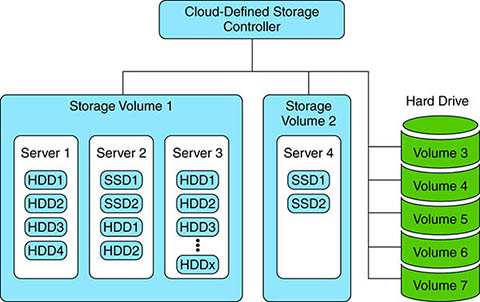 Cloud-Defined Storage
Controller
Storage Volume 1
Server 1
HDD1
HDD2
HDD3
HDD4
Server 2
SSD1
SSD2
HDD1
HDD2
Server 3
HDD1
HDD2
HDD3
HDDx
Storage
Volume 2
Server 4
SSD1
SSD2
Hard Drive
Volume 3
Volume 4
Volume 5
Volume 6
Volume 7